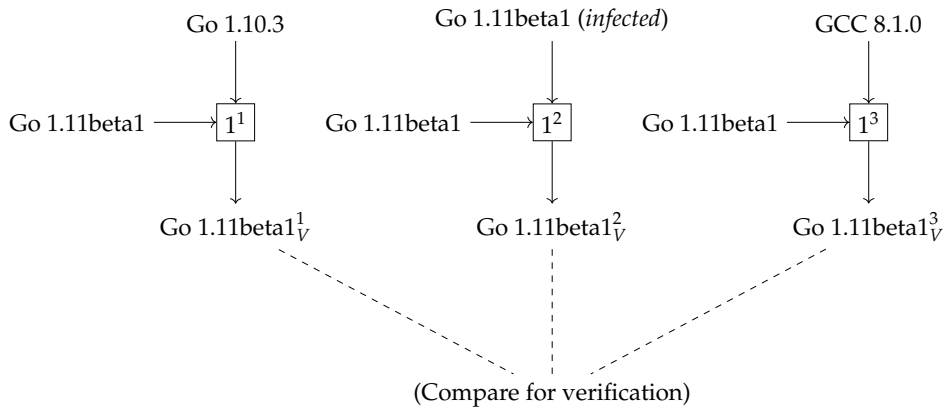 Go 1.10.3
Go 1.11beta1 (infected)
GCC 8.1.0
Go 1.11beta1
1¹
Go 1.11beta1
1²
Go 1.11beta1
1³
Go 1.11beta1¹_V
Go 1.11beta1²_V
Go 1.11beta1³_V
(Compare for verification)